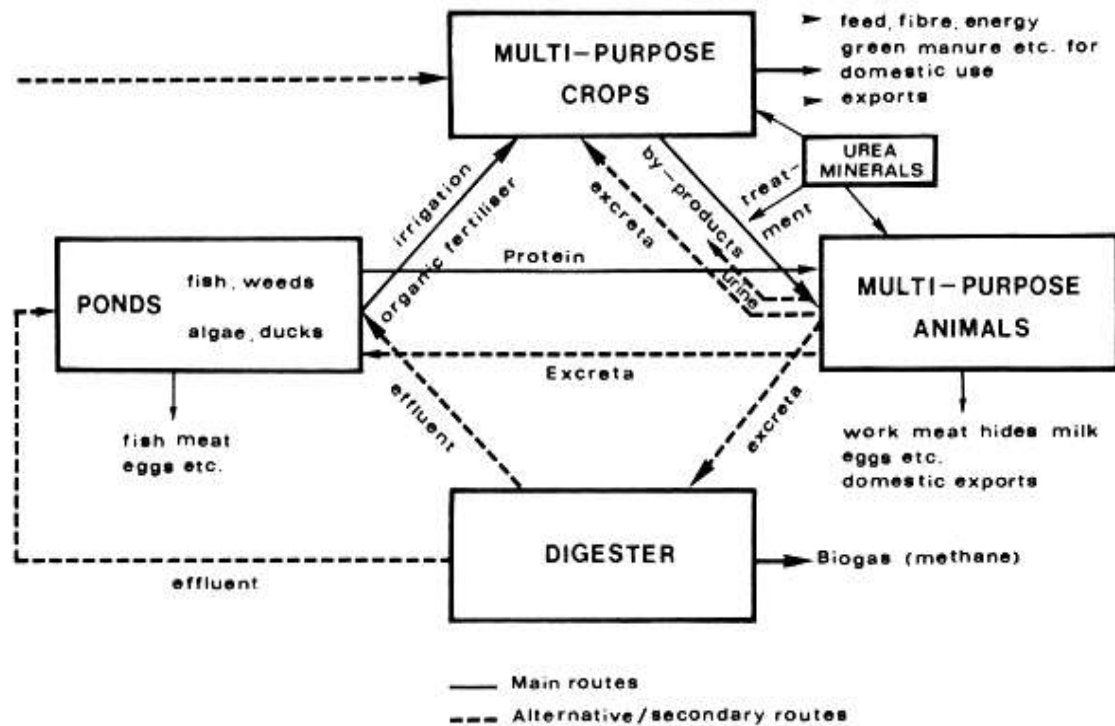 MULTI-PURPOSE
CROPS
feed, fibre, energy
green manure etc. for
domestic use
exports
UREA
MINERALS
treat-
ment
by-products
excreta
urine
irrigation
organic fertiliser
Protein
PONDS
fish, weeds
algae, ducks
MULTI-PURPOSE
ANIMALS
Excreta
effluent
excreta
fish meat
eggs etc.
work meat hides milk
eggs etc.
domestic exports
DIGESTER
Biogas (methane)
effluent
Main routes
Alternative/secondary routes